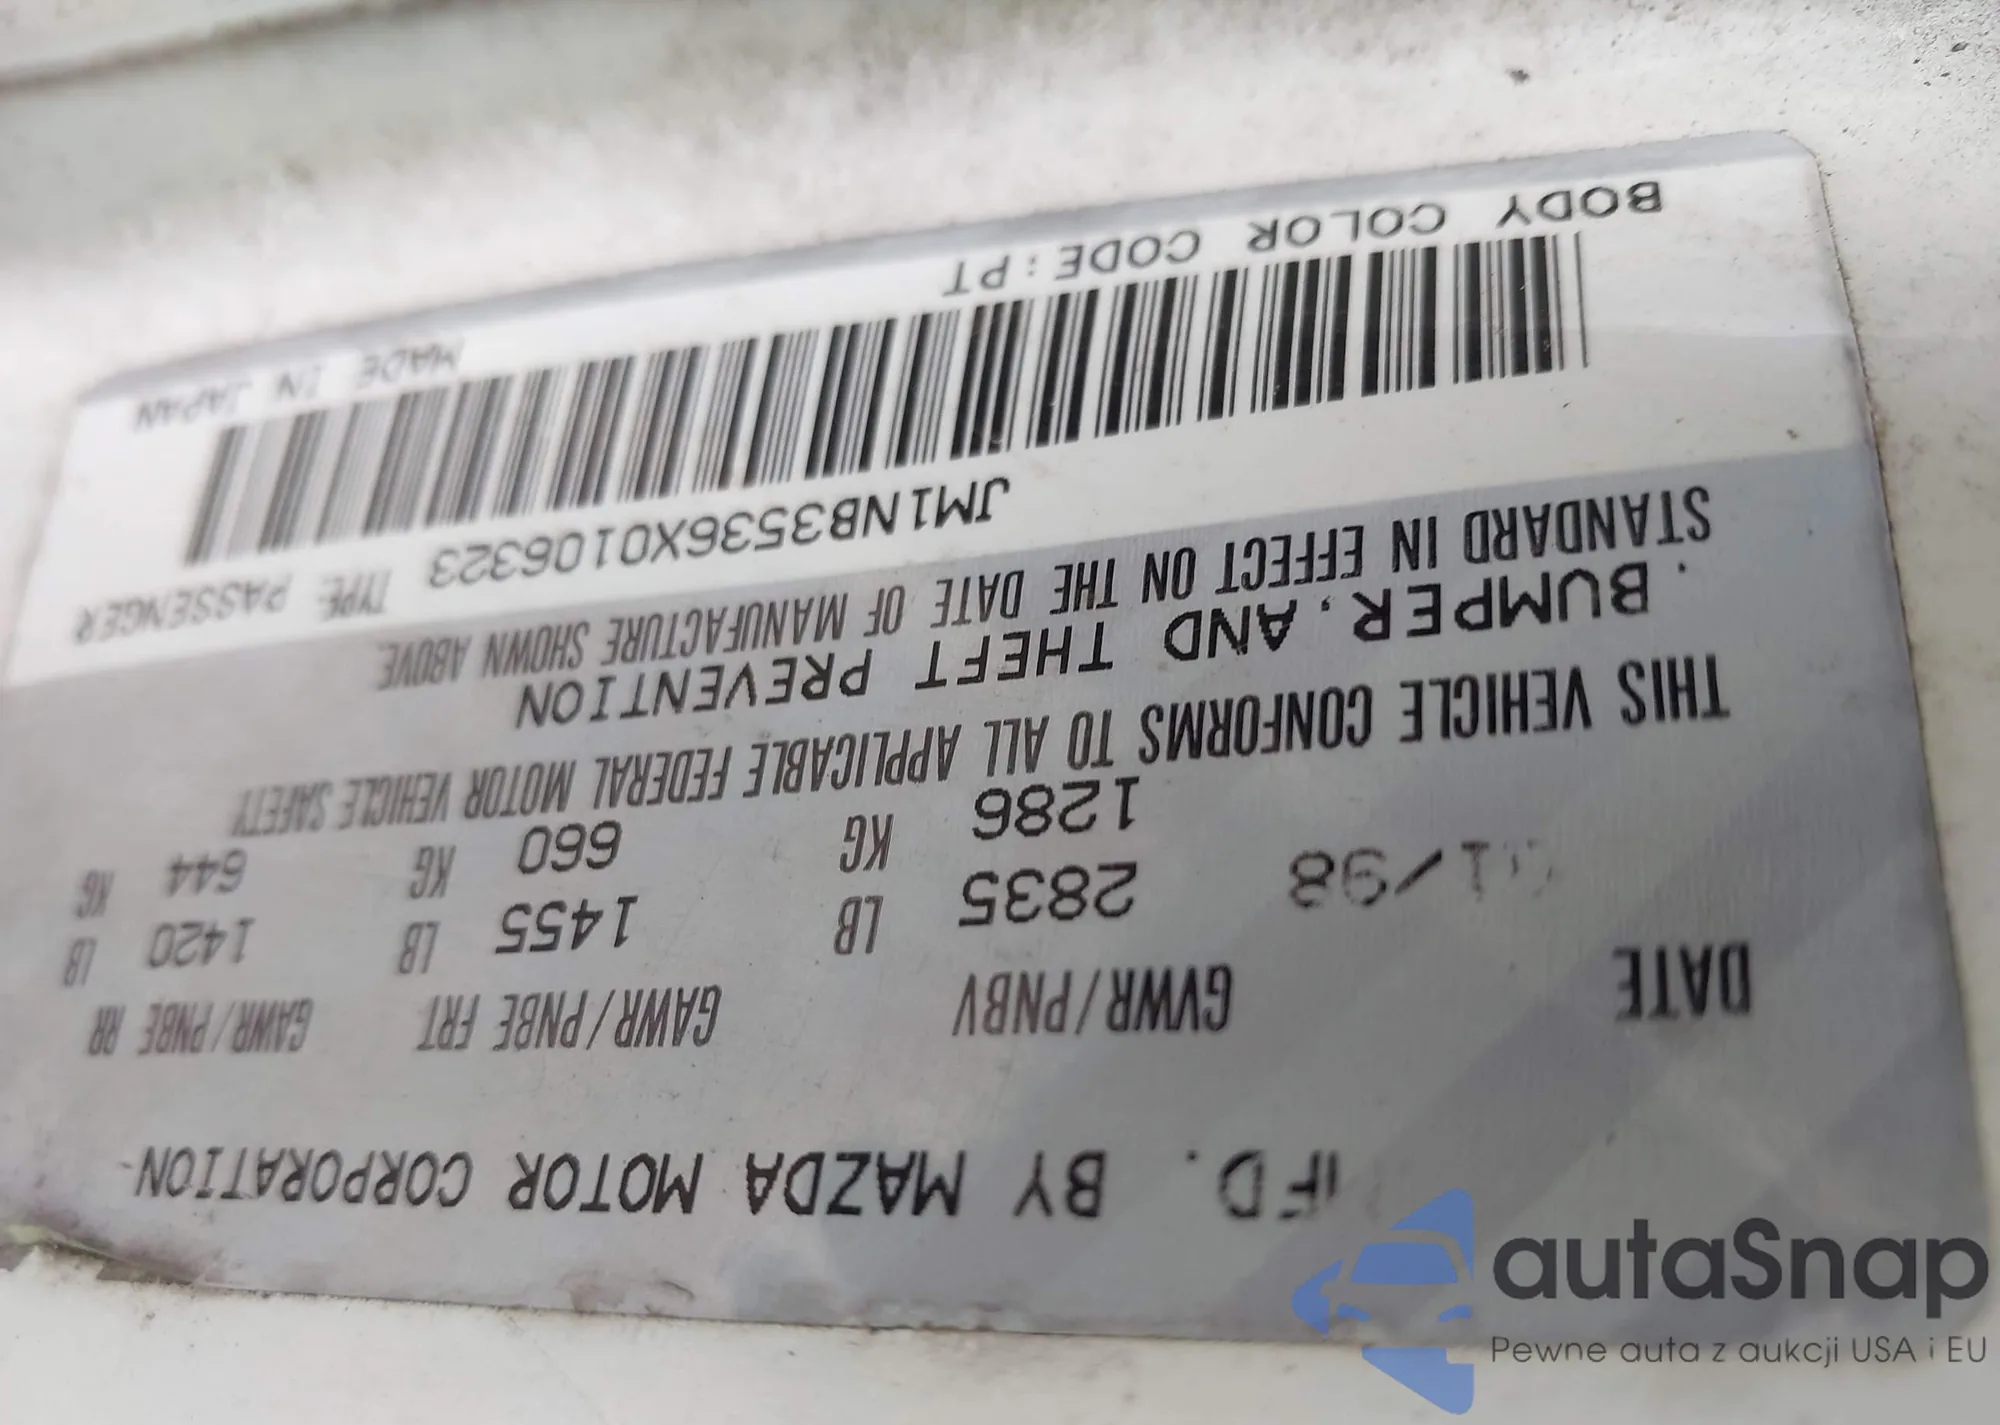 MFD. BY MAZDA MOTOR CORPORATION
DATE GVWR/PNBV GAWR/PNBE FRT GAWR/PNBE RR
01/98 2835 LB 1455 LB 1420 LB
1286 KG 660 KG 644 KG
THIS VEHICLE CONFORMS TO ALL APPLICABLE FEDERAL MOTOR VEHICLE SAFETY
. BUMPER, AND THEFT PREVENTION
STANDARD IN EFFECT ON THE DATE OF MANUFACTURE SHOWN ABOVE
JM1NB3536X0106323 TYPE PASSENGER
BODY COLOR CODE:PT MADE IN JAPAN
autaSnap
Pewne auta z aukcji USA i EU